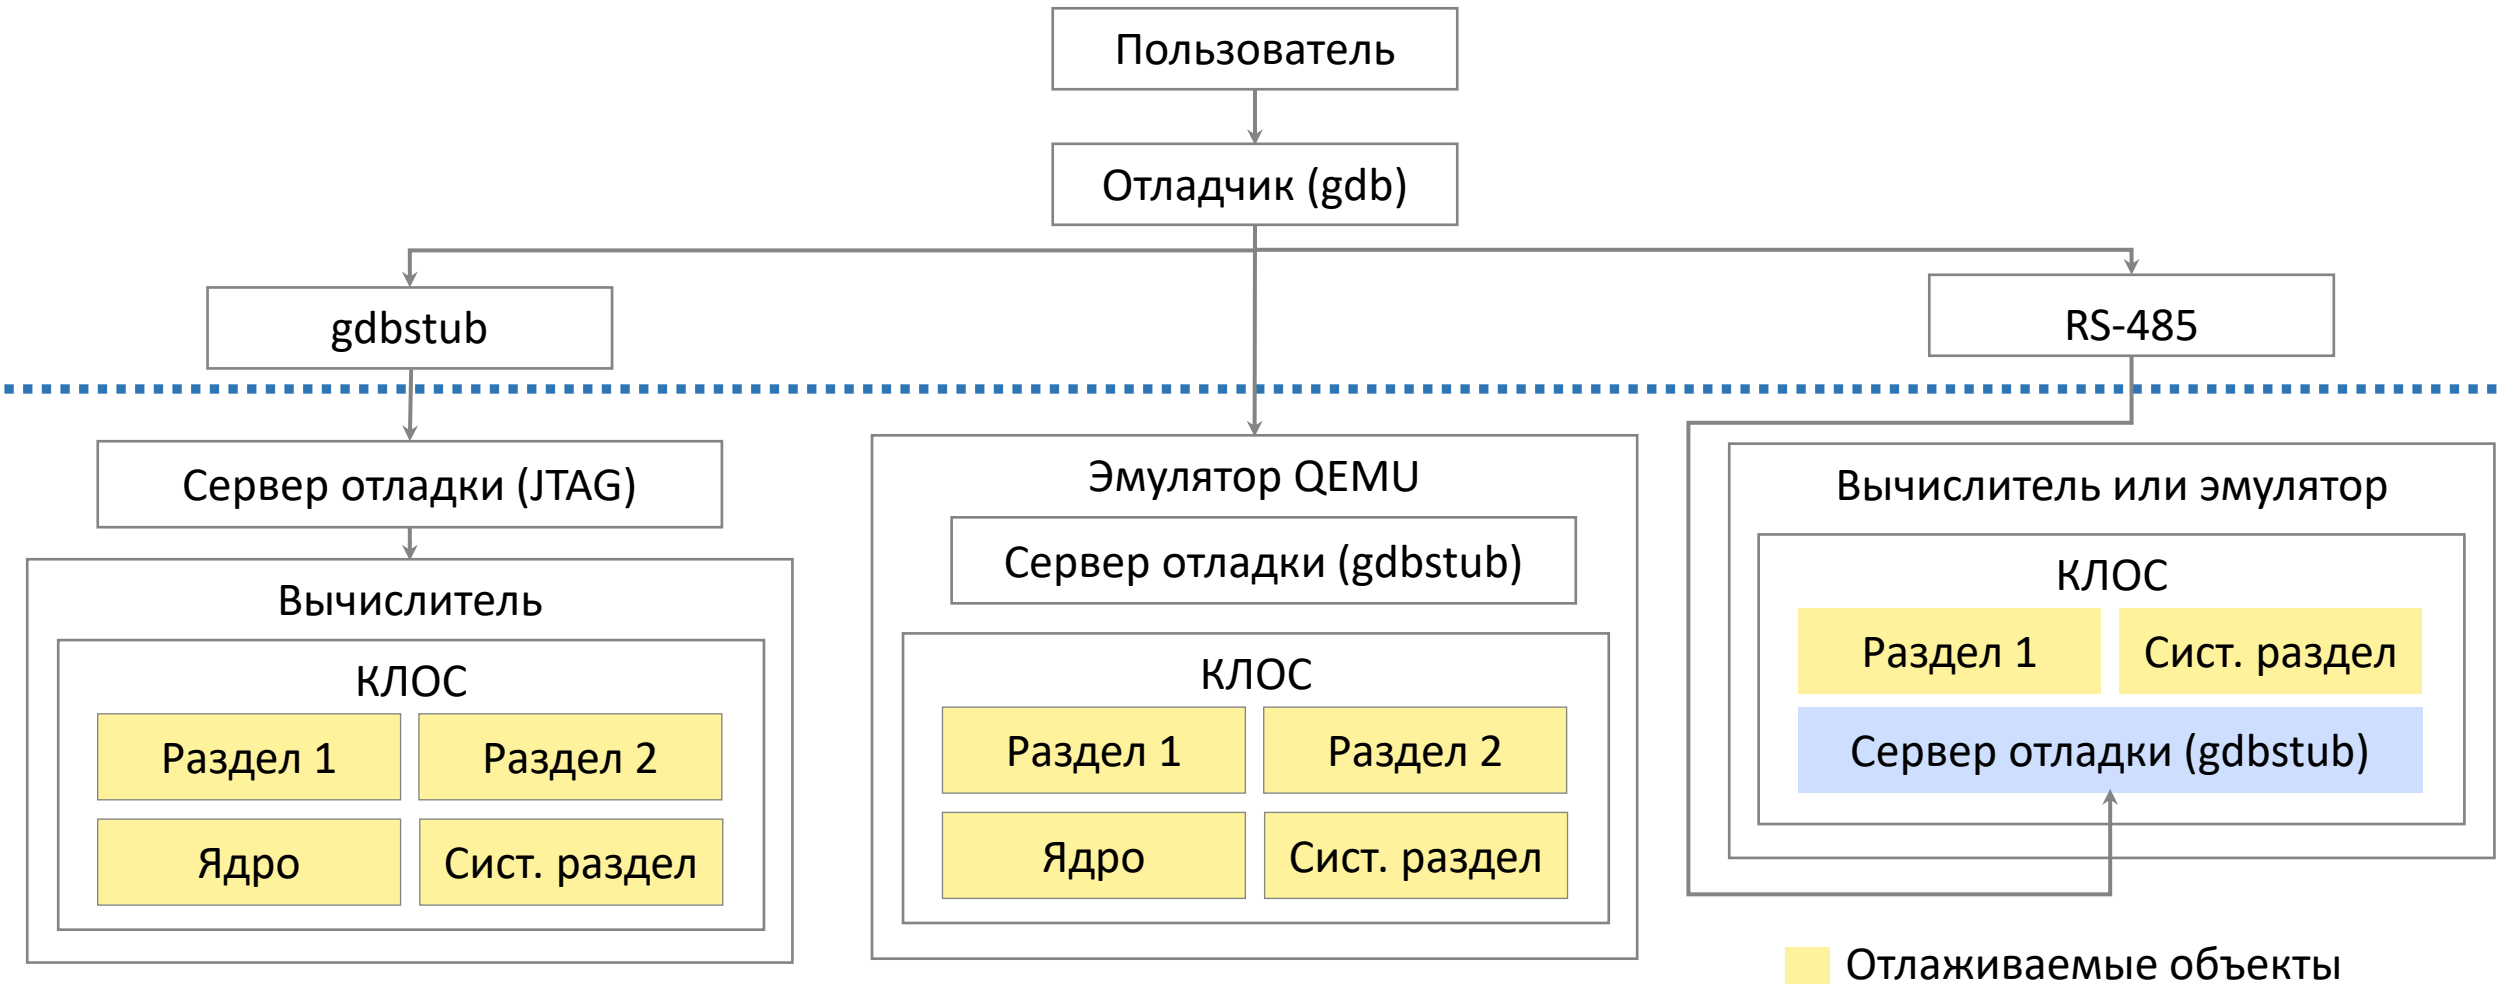 Пользователь
Отладчик (gdb)
gdbstub
RS-485
Сервер отладки (JTAG)
Вычислитель
КЛОС
Раздел 1
Раздел 2
Ядро
Сист. раздел
Эмулятор QEMU
Сервер отладки (gdbstub)
КЛОС
Раздел 1
Раздел 2
Ядро
Сист. раздел
Вычислитель или эмулятор
КЛОС
Раздел 1
Сист. раздел
Сервер отладки (gdbstub)
Отлаживаемые объекты